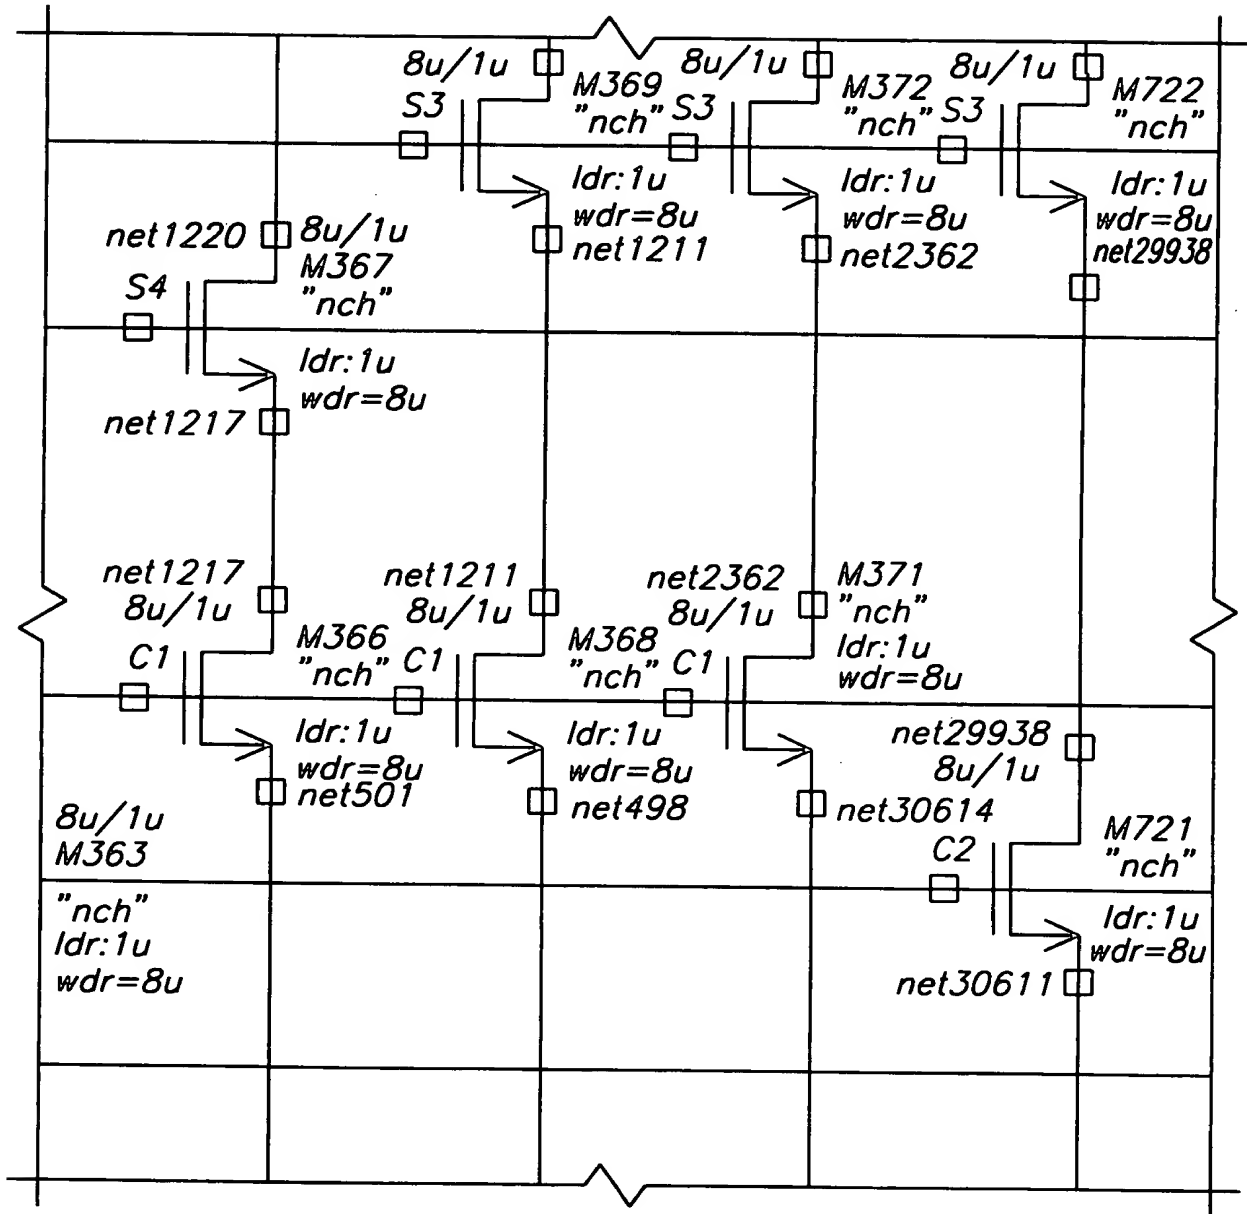 8u/1u
M369
"nch"
S3
ldr:1u
wdr=8u
net1211
8u/1u
M372
"nch"
S3
ldr:1u
wdr=8u
net2362
8u/1u
M722
"nch"
S3
ldr:1u
wdr=8u
net29938
net1220
8u/1u
M367
"nch"
S4
ldr:1u
wdr=8u
net1217
net1217
8u/1u
M366
"nch"
C1
ldr:1u
wdr=8u
net501
net1211
8u/1u
M368
"nch"
C1
ldr:1u
wdr=8u
net498
net2362
8u/1u
M371
"nch"
ldr:1u
wdr=8u
C1
net30614
net29938
8u/1u
M721
"nch"
C2
ldr:1u
wdr=8u
net30611
8u/1u
M363
"nch"
ldr:1u
wdr=8u